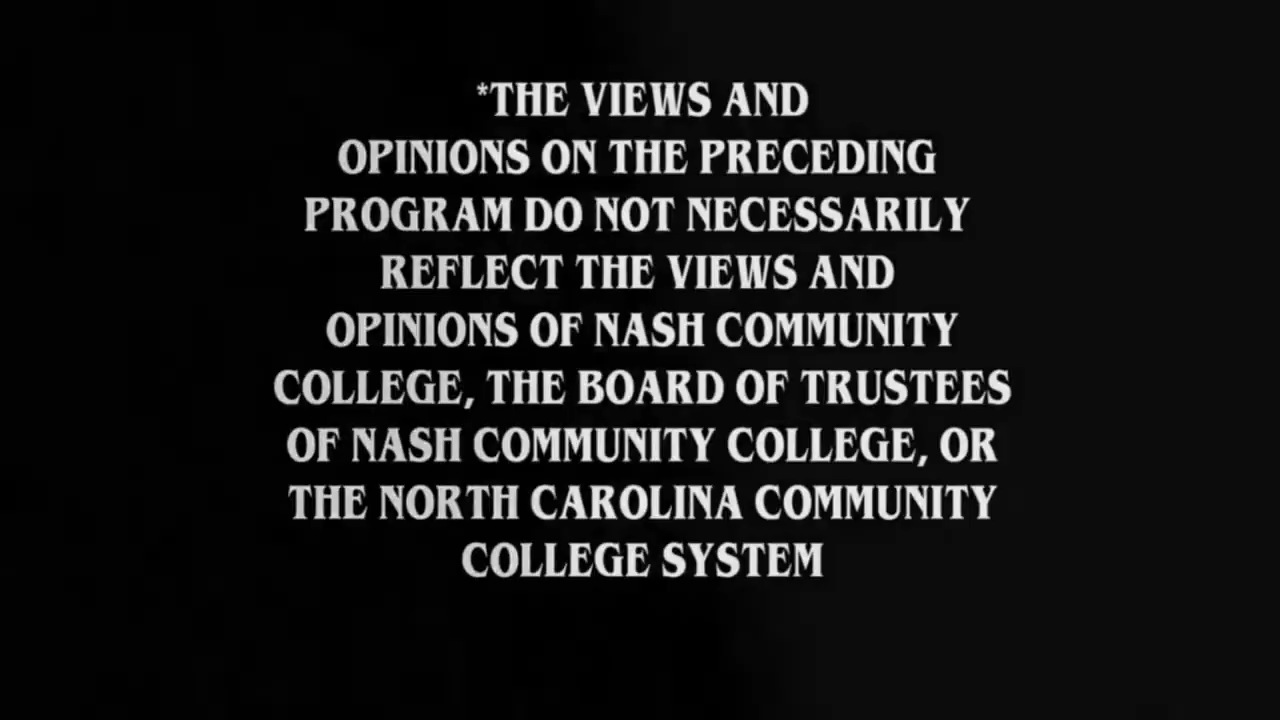 *THE VIEWS AND
OPINIONS ON THE PRECEDING
PROGRAM DO NOT NECESSARILY
REFLECT THE VIEWS AND
OPINIONS OF NASH COMMUNITY
COLLEGE, THE BOARD OF TRUSTEES
OF NASH COMMUNITY COLLEGE, OR
THE NORTH CAROLINA COMMUNITY
COLLEGE SYSTEM